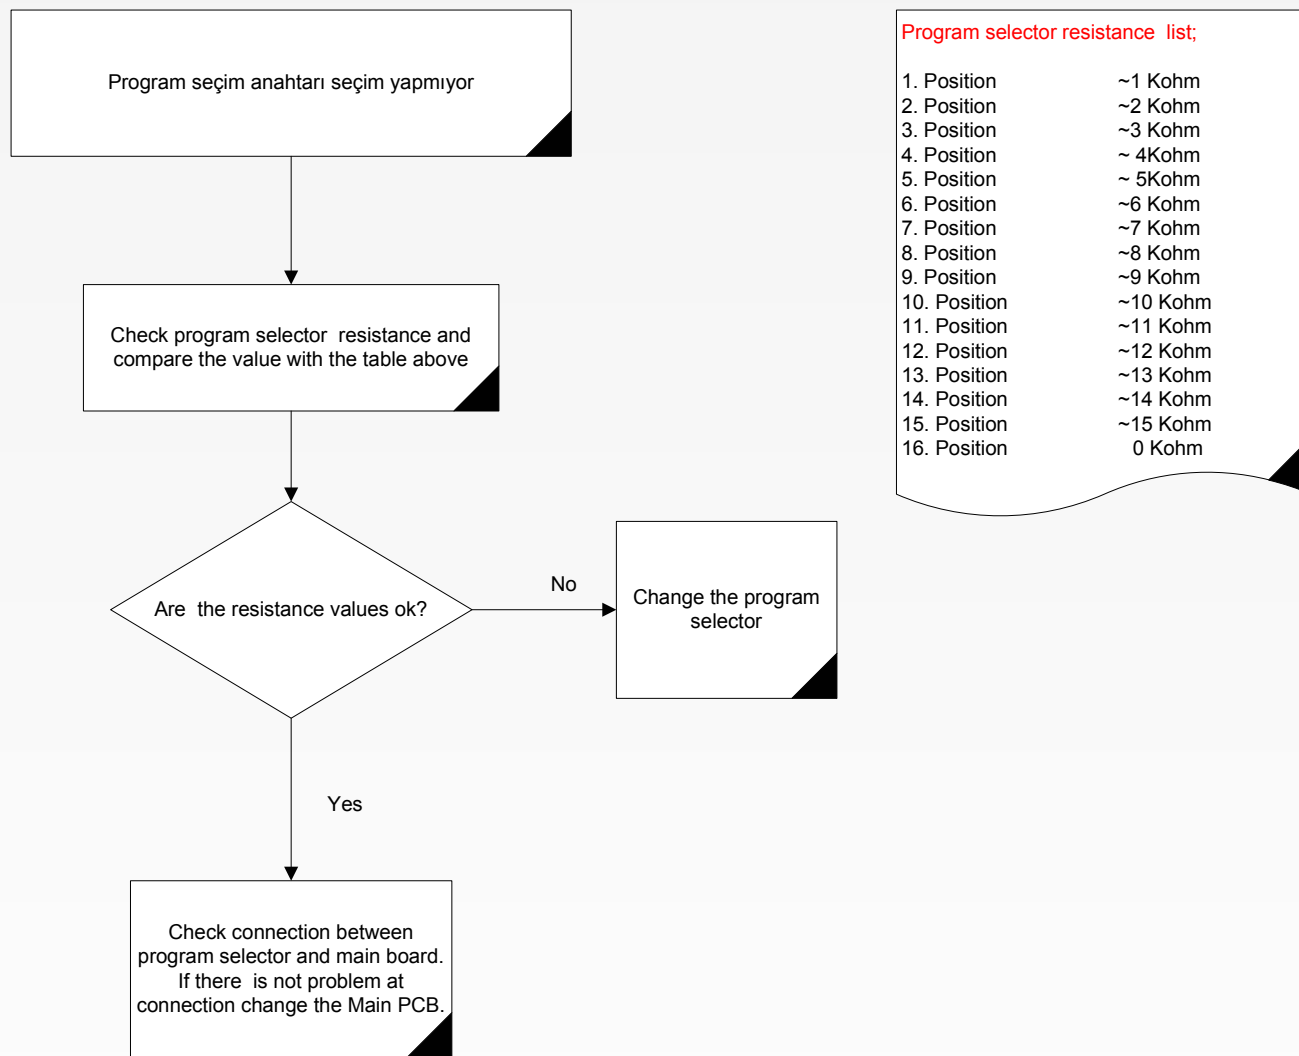 Program seçim anahtarı seçim yapmıyor
Check program selector resistance and
compare the value with the table above
Are the resistance values ok?
No
Change the program
selector
Yes
Check connection between
program selector and main board.
If there is not problem at
connection change the Main PCB.
Program selector resistance list;
1. Position ~1 Kohm
2. Position ~2 Kohm
3. Position ~3 Kohm
4. Position ~ 4Kohm
5. Position ~ 5Kohm
6. Position ~6 Kohm
7. Position ~7 Kohm
8. Position ~8 Kohm
9. Position ~9 Kohm
10. Position ~10 Kohm
11. Position ~11 Kohm
12. Position ~12 Kohm
13. Position ~13 Kohm
14. Position ~14 Kohm
15. Position ~15 Kohm
16. Position 0 Kohm